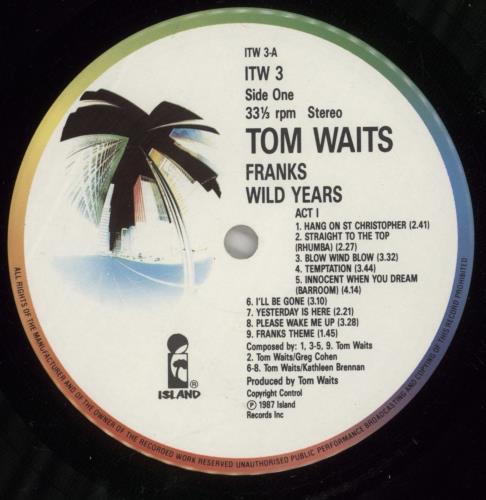 ITW 3-A
ITW 3
Side One
33⅓ rpm Stereo
TOM WAITS
FRANKS
WILD YEARS
ACT I
1. HANG ON ST CHRISTOPHER (2.41)
2. STRAIGHT TO THE TOP
(RHUMBA) (2.27)
3. BLOW WIND BLOW (3.32)
4. TEMPTATION (3.44)
5. INNOCENT WHEN YOU DREAM
(BARROOM) (4.14)
6. I'LL BE GONE (3.10)
7. YESTERDAY IS HERE (2.21)
8. PLEASE WAKE ME UP (3.28)
9. FRANKS THEME (1.45)
Composed by: 1, 3-5, 9. Tom Waits
2. Tom Waits/Greg Cohen
6-8. Tom Waits/Kathleen Brennan
Produced by Tom Waits
Copyright Control
℗ 1987 Island
Records Inc
ISLAND ®
ALL RIGHTS OF THE MANUFACTURER AND OF THE OWNER OF THE RECORDED WORK RESERVED UNAUTHORISED PUBLIC PERFORMANCE BROADCASTING AND COPYING OF THIS RECORD PROHIBITED